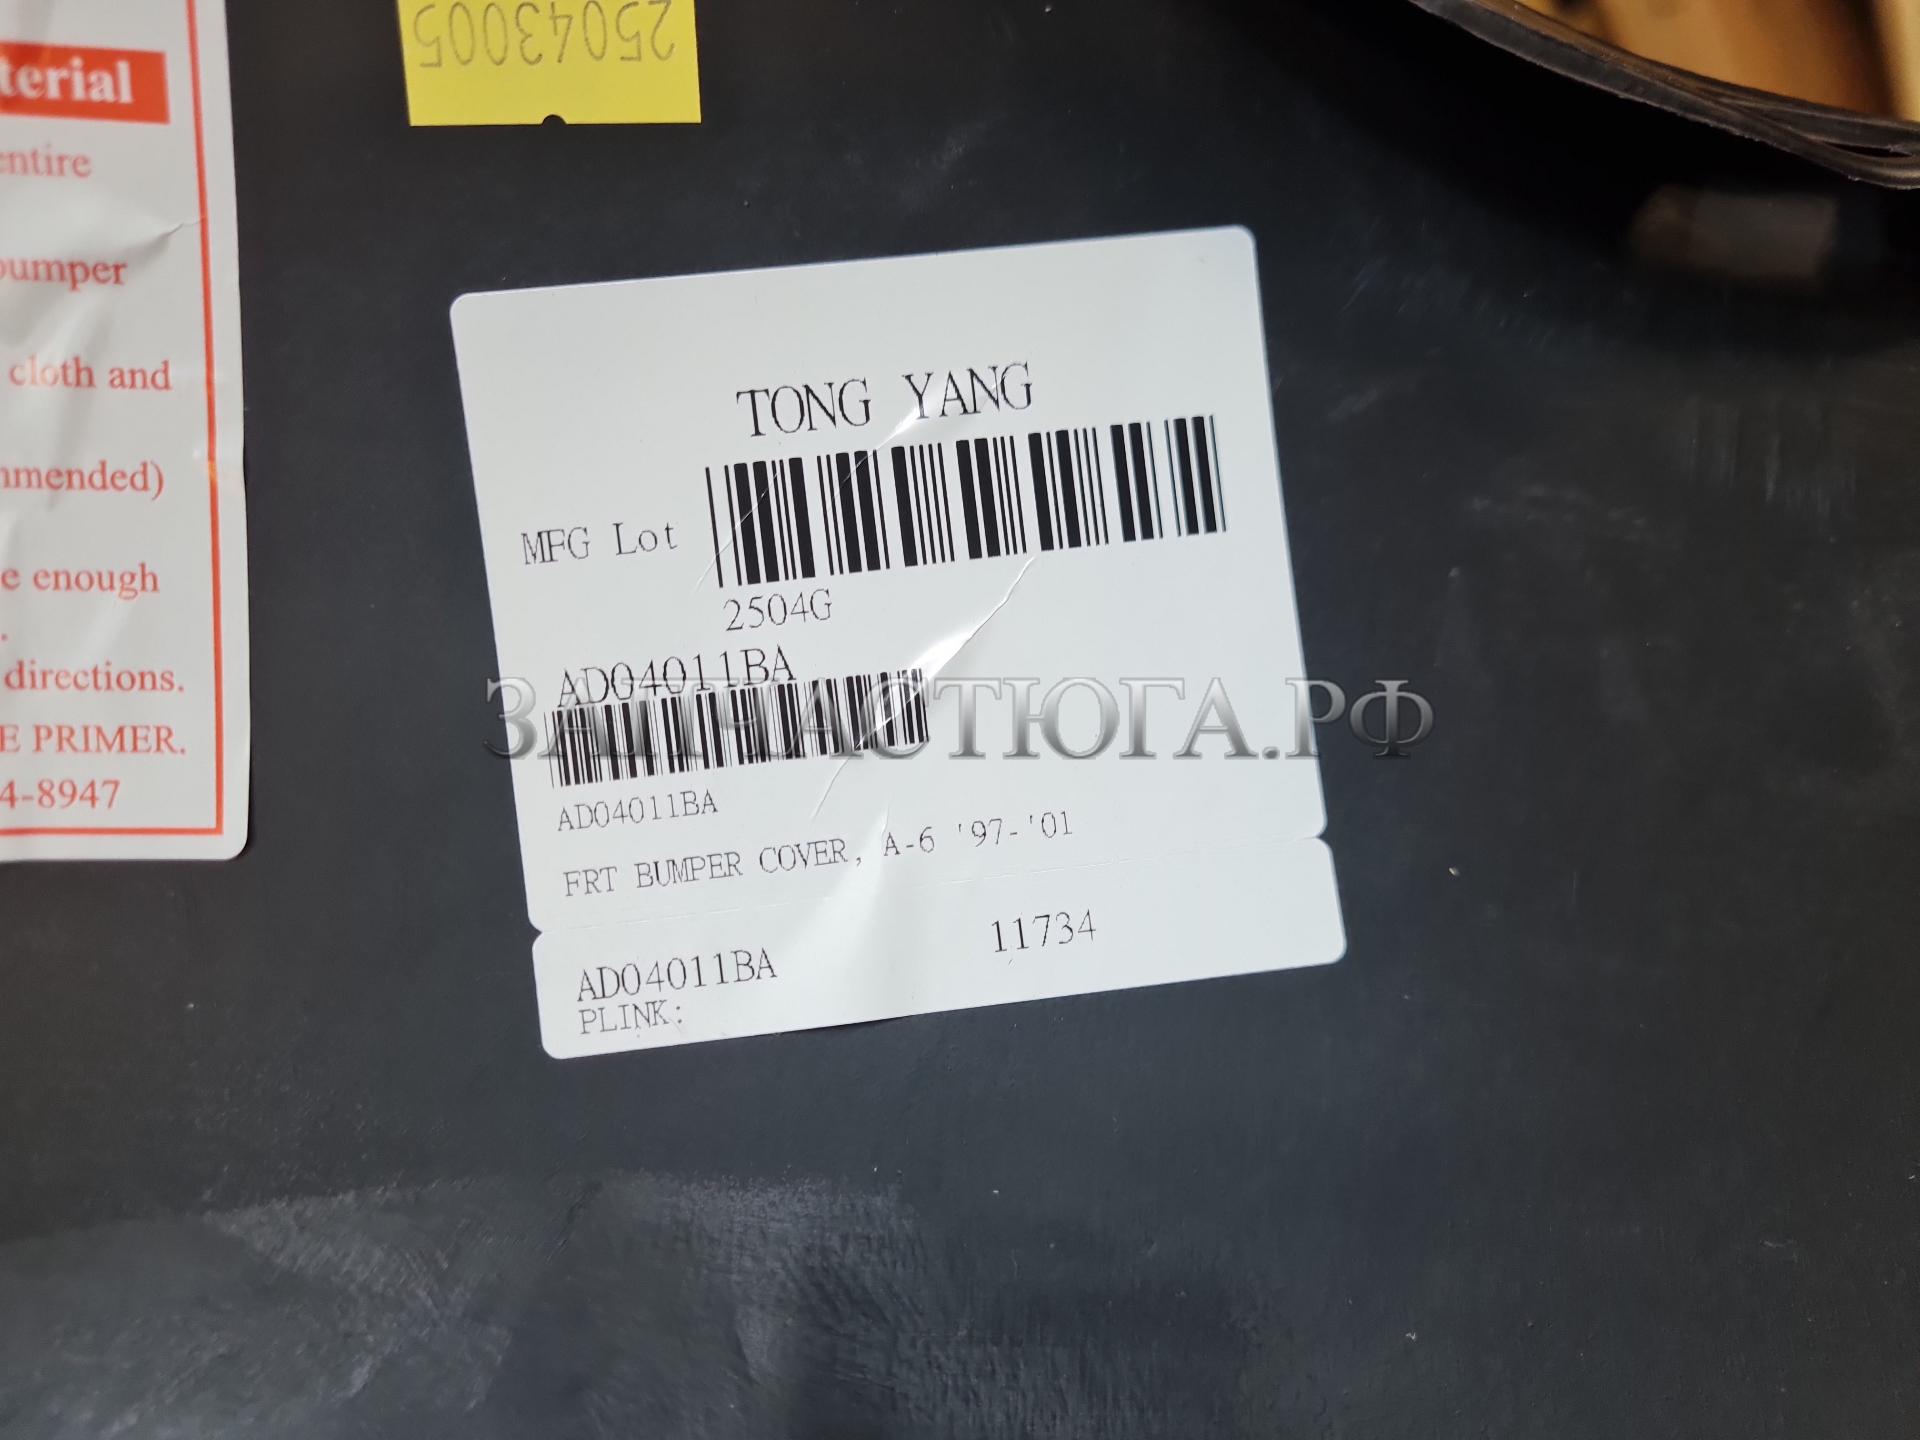 25043005
terial
entire
bumper
cloth and
mmended)
e enough
.
directions.
E PRIMER.
4-8947
TONG YANG
MFG Lot
2504G
AD04011BA
AD04011BA
FRT BUMPER COVER, A-6 '97-'01
AD04011BA 11734
PLINK:
ЗАПЧАСТЮГА.РФ